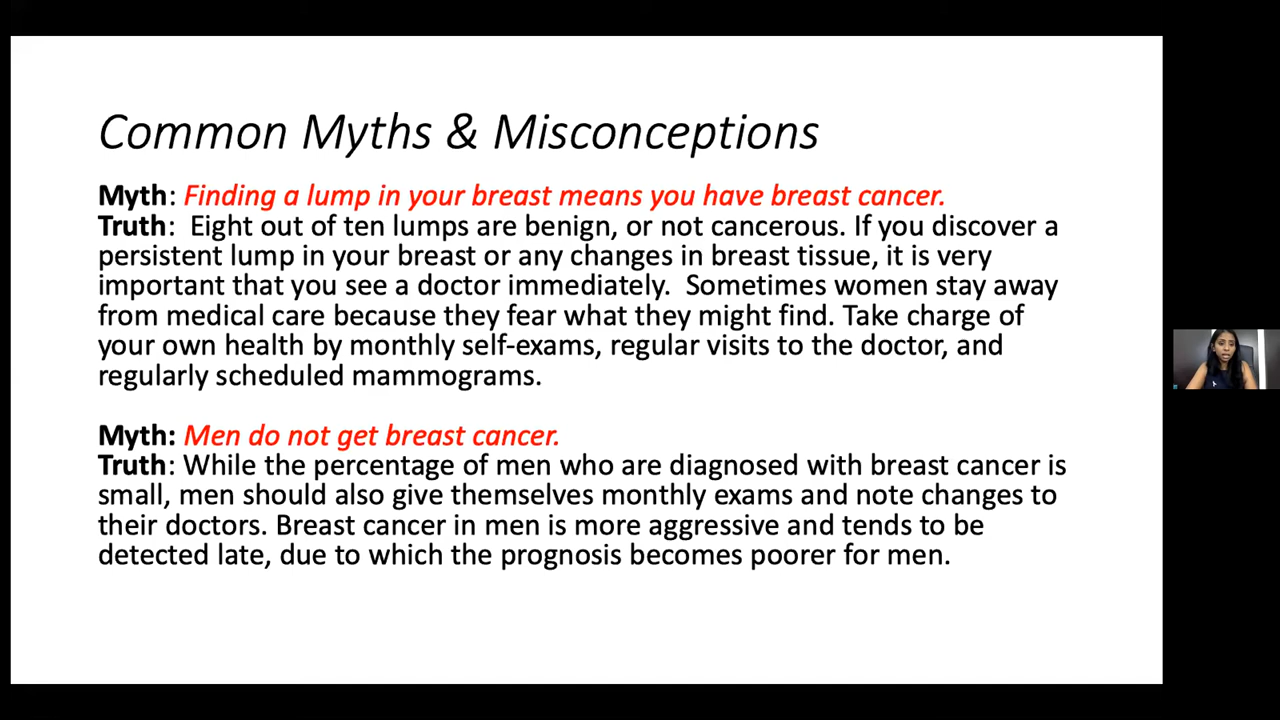 Common Myths & Misconceptions
Myth: Finding a lump in your breast means you have breast cancer.
Truth:  Eight out of ten lumps are benign, or not cancerous. If you discover a
persistent lump in your breast or any changes in breast tissue, it is very
important that you see a doctor immediately.  Sometimes women stay away
from medical care because they fear what they might find. Take charge of
your own health by monthly self-exams, regular visits to the doctor, and
regularly scheduled mammograms.
Myth: Men do not get breast cancer.
Truth: While the percentage of men who are diagnosed with breast cancer is
small, men should also give themselves monthly exams and note changes to
their doctors. Breast cancer in men is more aggressive and tends to be
detected late, due to which the prognosis becomes poorer for men.